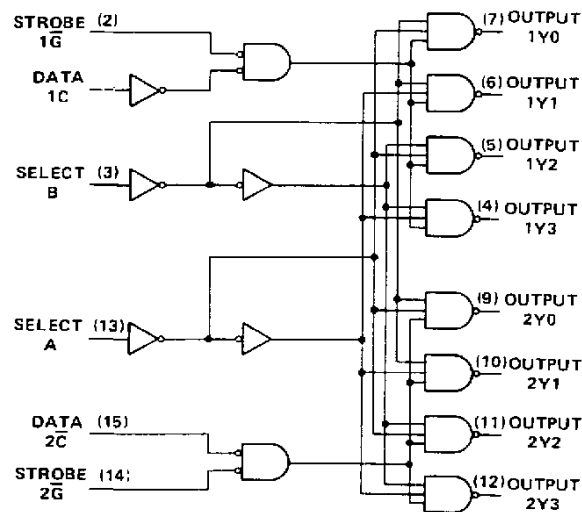 STROBE (2)
1G̅
DATA
1C
SELECT (3)
B
SELECT (13)
A
DATA (15)
2C̅
STROBE (14)
2G̅
(7) OUTPUT
1Y0
(6) OUTPUT
1Y1
(5) OUTPUT
1Y2
(4) OUTPUT
1Y3
(9) OUTPUT
2Y0
(10) OUTPUT
2Y1
(11) OUTPUT
2Y2
(12) OUTPUT
2Y3